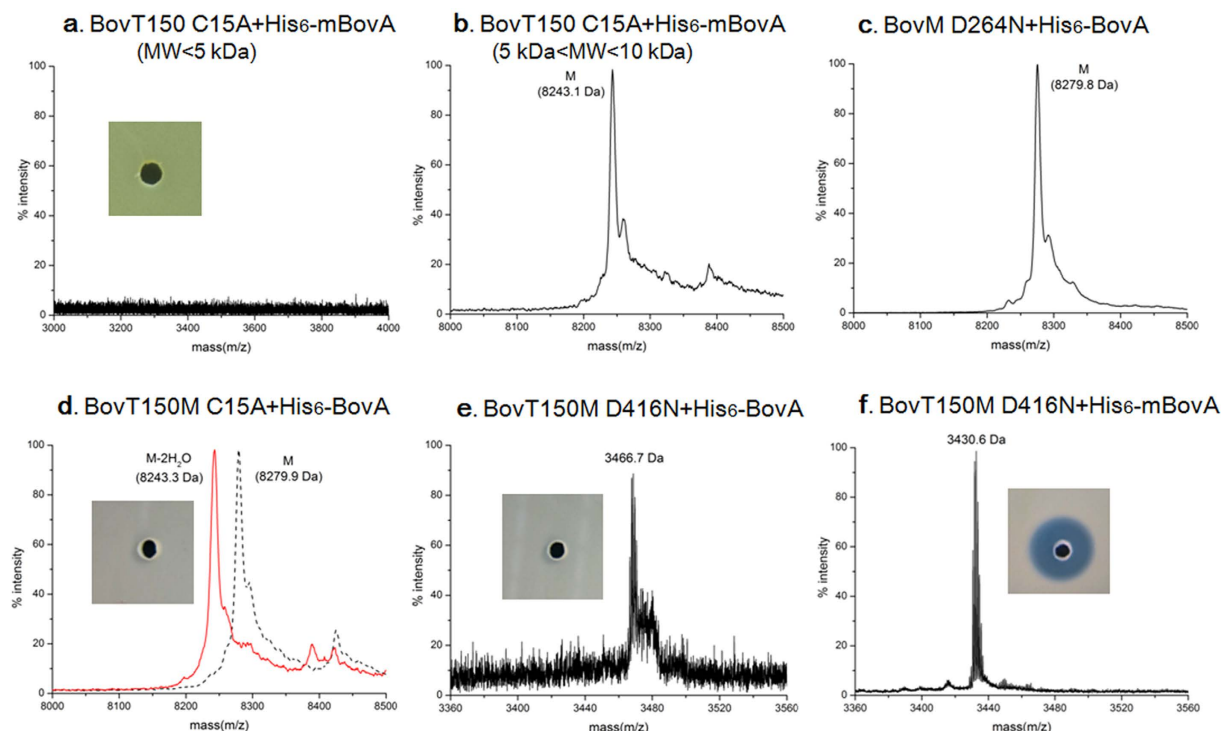 a. BovT150 C15A+His6-mBovA
(MW<5 kDa)
% intensity
100
80
60
40
20
0
3000
3200
3400
3600
3800
4000
mass(m/z)
b. BovT150 C15A+His6-mBovA
(5 kDa<MW<10 kDa)
M
(8243.1 Da)
% intensity
100
80
60
40
20
0
8000
8100
8200
8300
8400
8500
mass(m/z)
c. BovM D264N+His6-BovA
M
(8279.8 Da)
% intensity
100
80
60
40
20
0
8000
8100
8200
8300
8400
8500
mass(m/z)
d. BovT150M C15A+His6-BovA
M-2H2O
(8243.3 Da)
M
(8279.9 Da)
% intensity
100
80
60
40
20
0
8000
8100
8200
8300
8400
8500
mass(m/z)
e. BovT150M D416N+His6-BovA
3466.7 Da
% intensity
100
80
60
40
20
0
3360
3400
3440
3480
3520
3560
mass(m/z)
f. BovT150M D416N+His6-mBovA
3430.6 Da
% intensity
100
80
60
40
20
0
3360
3400
3440
3480
3520
3560
mass(m/z)